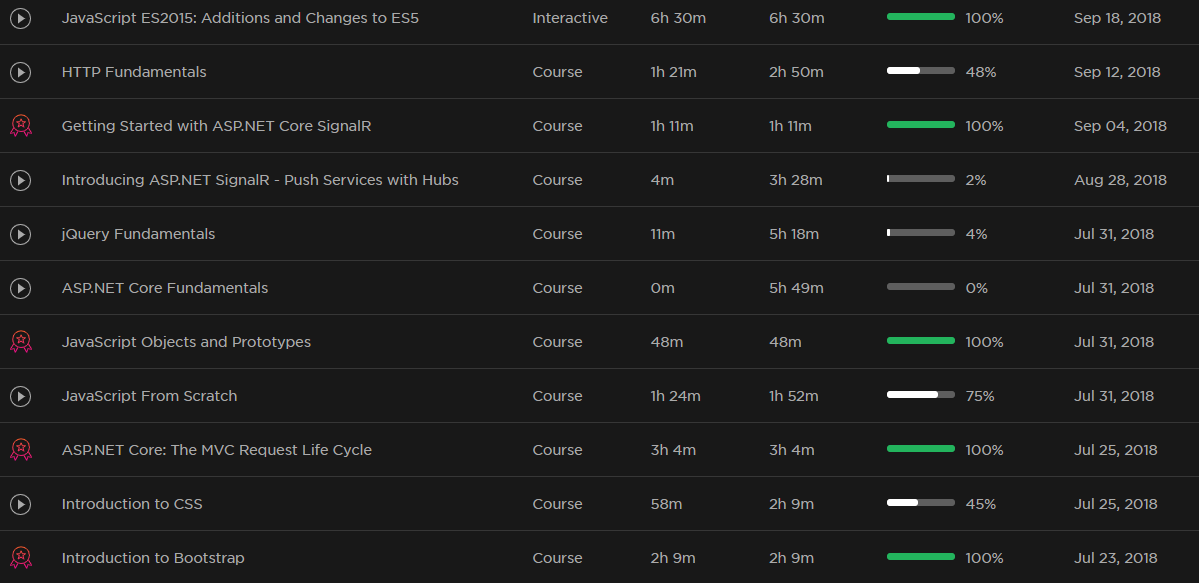 JavaScript ES2015: Additions and Changes to ES5 Interactive 6h 30m 6h 30m 100% Sep 18, 2018
HTTP Fundamentals Course 1h 21m 2h 50m 48% Sep 12, 2018
Getting Started with ASP.NET Core SignalR Course 1h 11m 1h 11m 100% Sep 04, 2018
Introducing ASP.NET SignalR - Push Services with Hubs Course 4m 3h 28m 2% Aug 28, 2018
jQuery Fundamentals Course 11m 5h 18m 4% Jul 31, 2018
ASP.NET Core Fundamentals Course 0m 5h 49m 0% Jul 31, 2018
JavaScript Objects and Prototypes Course 48m 48m 100% Jul 31, 2018
JavaScript From Scratch Course 1h 24m 1h 52m 75% Jul 31, 2018
ASP.NET Core: The MVC Request Life Cycle Course 3h 4m 3h 4m 100% Jul 25, 2018
Introduction to CSS Course 58m 2h 9m 45% Jul 25, 2018
Introduction to Bootstrap Course 2h 9m 2h 9m 100% Jul 23, 2018